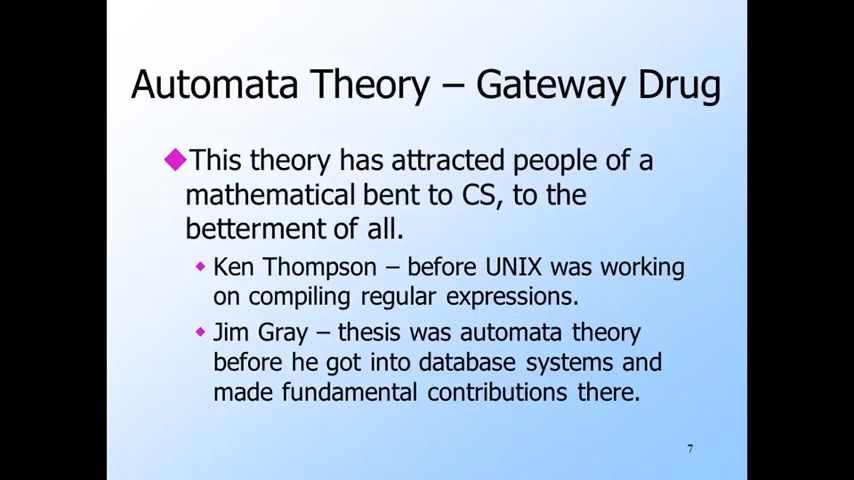 Automata Theory – Gateway Drug
This theory has attracted people of a
mathematical bent to CS, to the
betterment of all.
Ken Thompson – before UNIX was working
on compiling regular expressions.
Jim Gray – thesis was automata theory
before he got into database systems and
made fundamental contributions there.
7